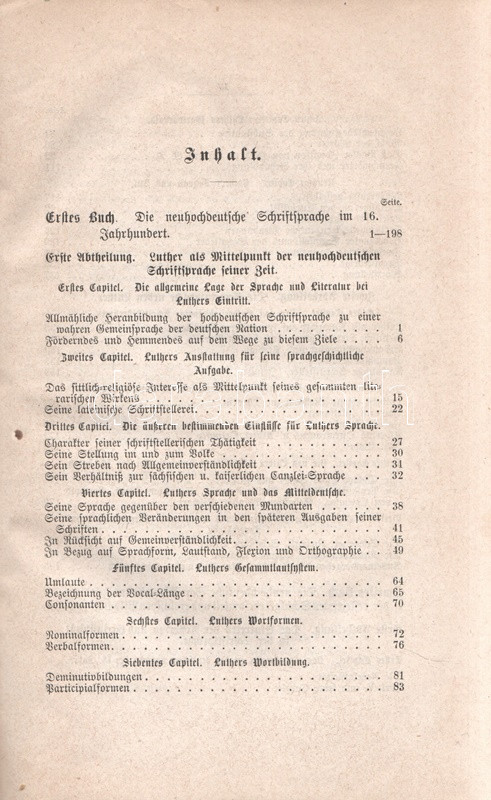 Inhalt.
Seite.
Erstes Buch. Die neuhochdeutsche Schriftsprache im 16.
Jahrhundert. 1—198
Erste Abtheilung. Luther als Mittelpunkt der neuhochdeutschen
Schriftsprache seiner Zeit.
Erstes Capitel. Die allgemeine Lage der Sprache und Literatur bei
Luthers Eintritt.
Allmähliche Heranbildung der hochdeutschen Schriftsprache zu einer
wahren Gemeinsprache der deutschen Nation . . . . . . . . . . 1
Förderndes und Hemmendes auf dem Wege zu diesem Ziele . . . . 6
Zweites Capitel. Luthers Ausstattung für seine sprachgeschichtliche
Aufgabe.
Das sittlich-religiöse Interesse als Mittelpunkt seines gesammten lite-
rarischen Wirkens . . . . . . . . . . 15
Seine lateinische Schriftstellerei. . . . . . . . . . 22
Drittes Capitel. Die äußeren bestimmenden Einflüsse für Luthers Sprache.
Charakter seiner schriftstellerischen Thätigkeit . . . . . . . . . . 27
Seine Stellung im und zum Volke . . . . . . . . . . 30
Sein Streben nach Allgemeinverständlichkeit . . . . . . . . . . 31
Sein Verhältniß zur sächsischen u. kaiserlichen Canzlei-Sprache . . . 32
Viertes Capitel. Luthers Sprache und das Mitteldeutsche.
Seine Sprache gegenüber den verschiedenen Mundarten . . . . . 38
Seine sprachlichen Veränderungen in den späteren Ausgaben seiner
Schriften . . . . . . . . . . 41
In Rücksicht auf Gemeinverständigkeit. . . . . . . . . . 45
In Bezug auf Sprachform, Lautstand, Flexion und Orthographie . . 49
Fünftes Capitel. Luthers Gesammtlautsystem.
Umlaute . . . . . . . . . . 64
Bezeichnung der Vocal-Länge . . . . . . . . . . 65
Consonanten . . . . . . . . . . 70
Sechstes Capitel. Luthers Wortformen.
Nominalformen . . . . . . . . . . 72
Verbalformen . . . . . . . . . . 76
Siebentes Capitel. Luthers Wortbildung.
Deminutivbildungen . . . . . . . . . . 81
Participialformen . . . . . . . . . . 83